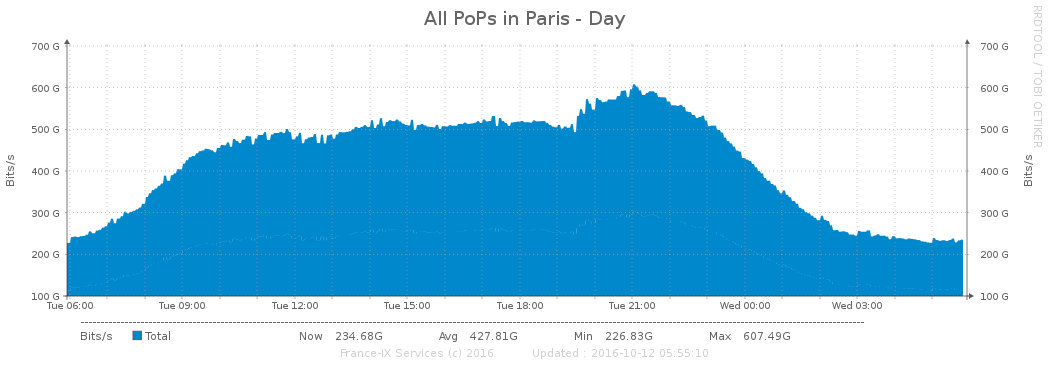 All PoPs in Paris - Day
RRDTOOL / TOBI OETIKER
700 G 700 G
600 G 600 G
500 G 500 G
400 G 400 G
300 G 300 G
200 G 200 G
100 G 100 G
Bits/s Bits/s
Tue 06:00 Tue 09:00 Tue 12:00 Tue 15:00 Tue 18:00 Tue 21:00 Wed 00:00 Wed 03:00
Bits/s Total Now 234.68G Avg 427.81G Min 226.83G Max 607.49G
France-IX Services (c) 2016 Updated : 2016-10-12 05:55:10